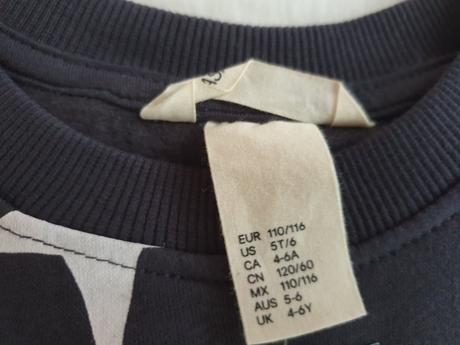 EUR 110/116
US 5T/6
CA 4-6A
CN 120/60
MX 110/116
AUS 5-6
UK 4-6Y